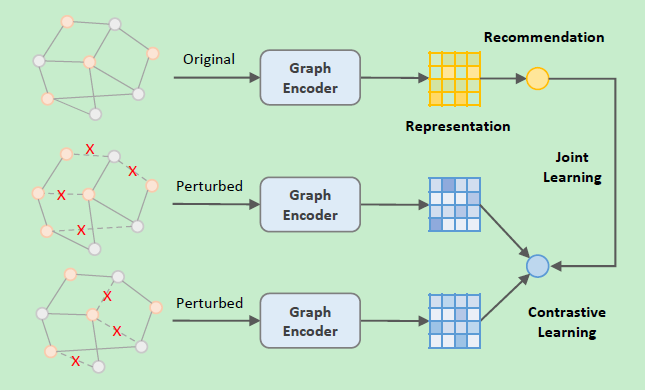 Recommendation
Original
Graph
Encoder
Representation
Joint
Learning
X
X
X
X
Perturbed
Graph
Encoder
X
X
X
Perturbed
Graph
Encoder
Contrastive
Learning